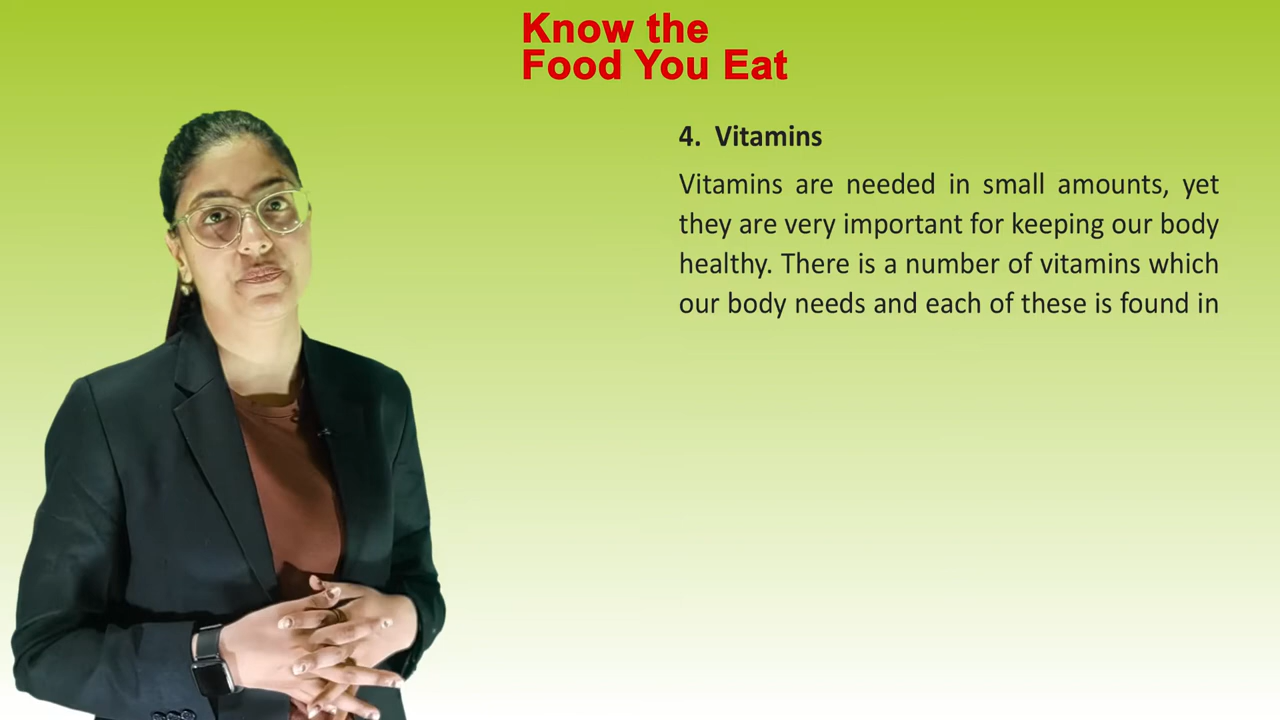 Know the
Food You Eat
4. Vitamins
Vitamins are needed in small amounts, yet
they are very important for keeping our body
healthy. There is a number of vitamins which
our body needs and each of these is found in